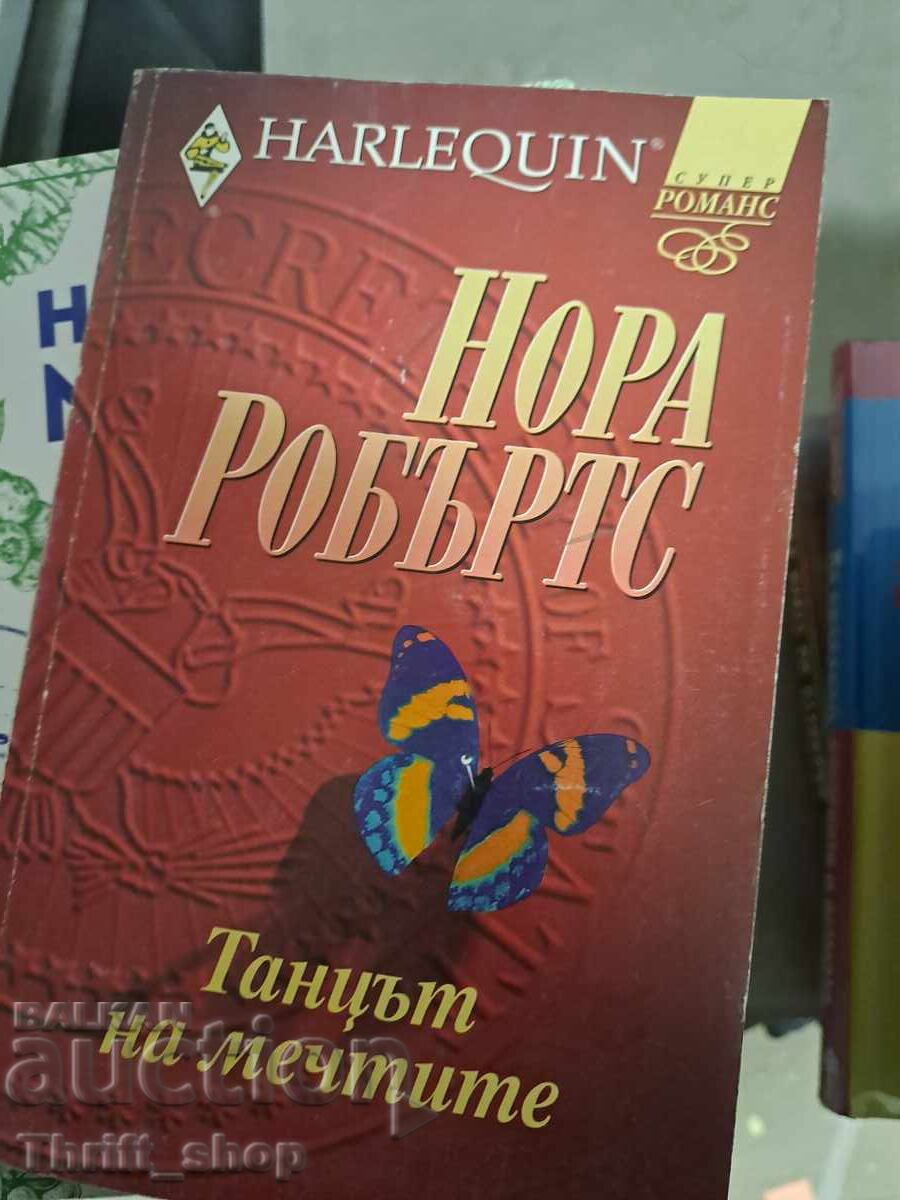 HARLEQUIN®
СУПЕР
РОМАНС
НОРА
РОБЪРТС
Танцът
на мечтите
BALKAN
auction
Thrift_shop